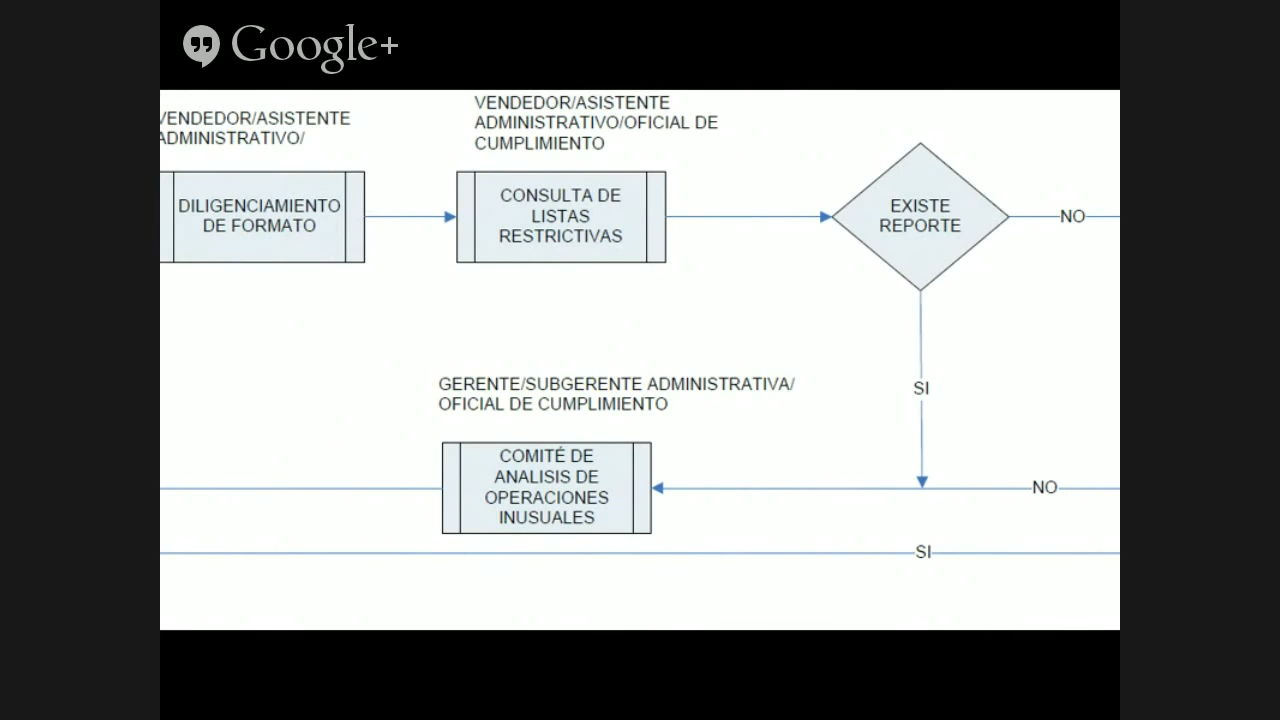 Google+
VENDEDOR/ASISTENTE
ADMINISTRATIVO/
VENDEDOR/ASISTENTE
ADMINISTRATIVO/OFICIAL DE
CUMPLIMIENTO
DILIGENCIAMIENTO
DE FORMATO
CONSULTA DE
LISTAS
RESTRICTIVAS
EXISTE
REPORTE
NO
SI
GERENTE/SUBGERENTE ADMINISTRATIVA/
OFICIAL DE CUMPLIMIENTO
COMITÉ DE
ANALISIS DE
OPERACIONES
INUSUALES
NO
SI